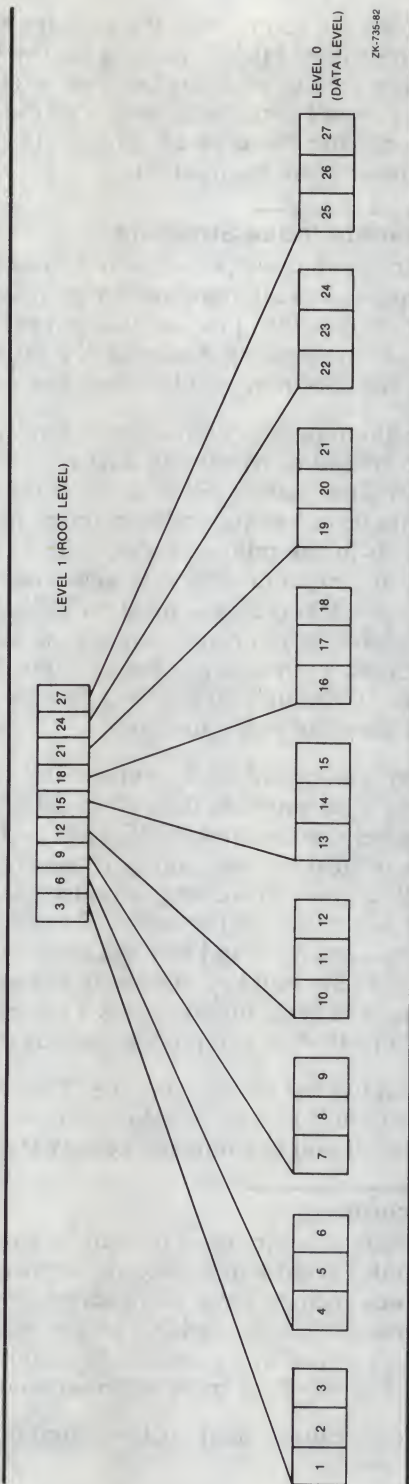 LEVEL 1 (ROOT LEVEL)
3 6 9 12 15 18 21 24 27
1 2 3 4 5 6 7 8 9 10 11 12 13 14 15 16 17 18 19 20 21 22 23 24 25 26 27
LEVEL 0
(DATA LEVEL)
ZK-735-82